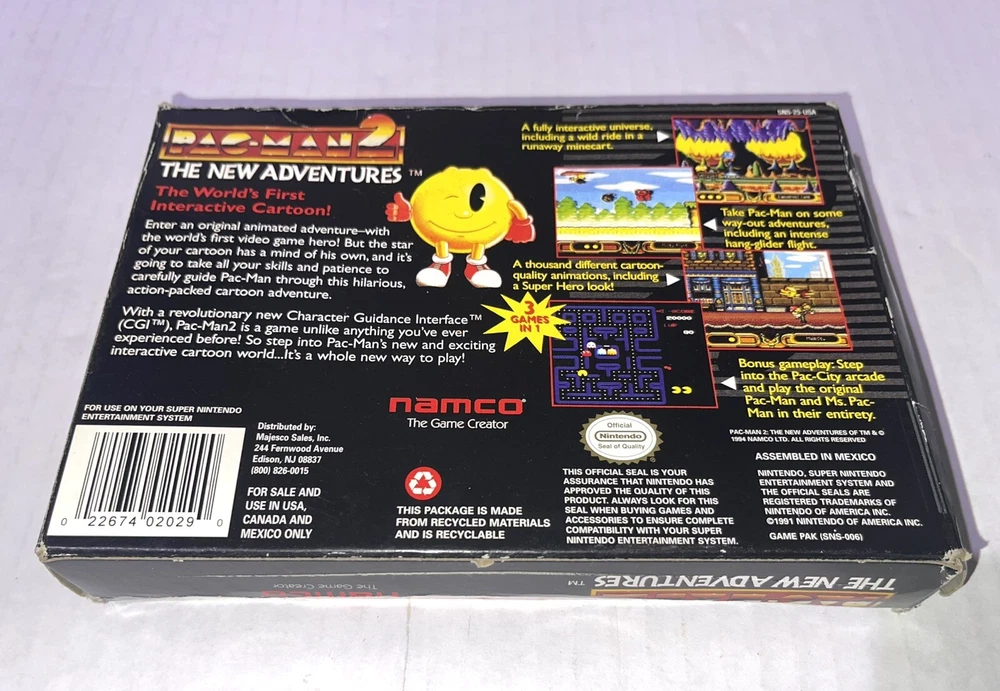 PAC-MAN 2
THE NEW ADVENTURES ™
The World's First
Interactive Cartoon!
Enter an original animated adventure–with
the world's first video game hero! But the star
of your cartoon has a mind of his own, and it's
going to take all your skills and patience to
carefully guide Pac-Man through this hilarious,
action-packed cartoon adventure.
With a revolutionary new Character Guidance Interface™
(CGI™), Pac-Man2 is a game unlike anything you've ever
experienced before! So step into Pac-Man's new and exciting
interactive cartoon world...It's a whole new way to play!
SNS-25-USA
A fully interactive universe,
including a wild ride in a
runaway minecart.
Take Pac-Man on some
way-out adventures,
including an intense
hang-glider flight.
A thousand different cartoon-
quality animations, including
a Super Hero look!
3
GAMES
IN 1
Bonus gameplay: Step
into the Pac-City arcade
and play the original
Pac-Man and Ms. Pac-
Man in their entirety.
namco®
The Game Creator
FOR USE ON YOUR SUPER NINTENDO
ENTERTAINMENT SYSTEM
0 22674 02029 0
Distributed by:
Majesco Sales, Inc.
244 Fernwood Avenue
Edison, NJ 08837
(800) 826-0015
FOR SALE AND
USE IN USA,
CANADA AND
MEXICO ONLY
THIS PACKAGE IS MADE
FROM RECYCLED MATERIALS
AND IS RECYCLABLE
Official
Nintendo
Seal of Quality
THIS OFFICIAL SEAL IS YOUR
ASSURANCE THAT NINTENDO HAS
APPROVED THE QUALITY OF THIS
PRODUCT. ALWAYS LOOK FOR THIS
SEAL WHEN BUYING GAMES AND
ACCESSORIES TO ENSURE COMPLETE
COMPATIBILITY WITH YOUR SUPER
NINTENDO ENTERTAINMENT SYSTEM.
PAC-MAN 2: THE NEW ADVENTURES OF TM & ©
1994 NAMCO LTD. ALL RIGHTS RESERVED
ASSEMBLED IN MEXICO
NINTENDO, SUPER NINTENDO
ENTERTAINMENT SYSTEM AND
THE OFFICIAL SEALS ARE
REGISTERED TRADEMARKS OF
NINTENDO OF AMERICA INC.
©1991 NINTENDO OF AMERICA INC.
GAME PAK (SNS-006)
THE NEW ADVENTURES ™
namco
The Game Creator